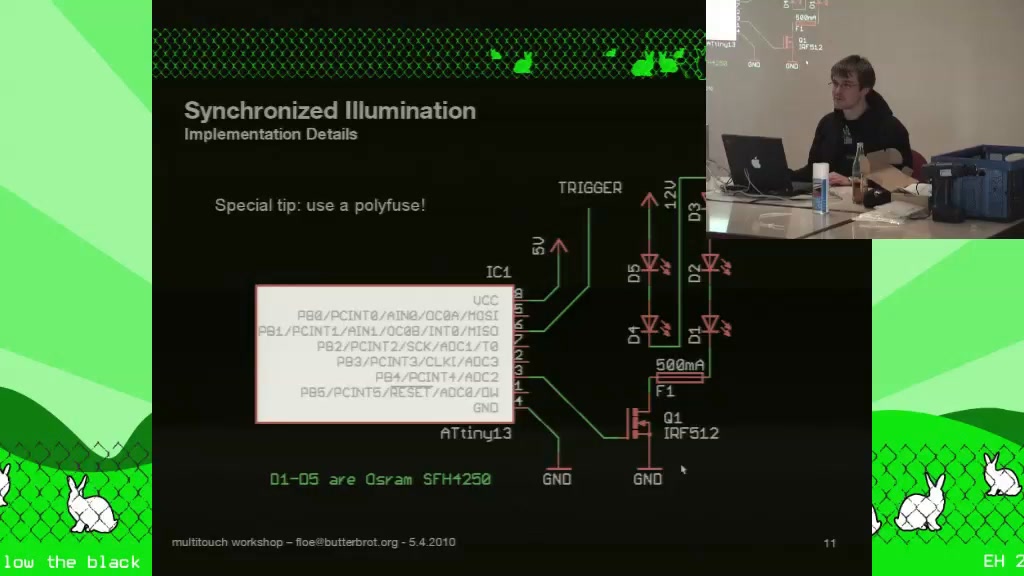 Synchronized Illumination
Implementation Details
Special tip: use a polyfuse!
TRIGGER
12V
D3
5V
D5
D2
IC1
VCC
8
PB0/PCINT0/AIN0/OC0A/MOSI
5
PB1/PCINT1/AIN1/OC0B/INT0/MISO
6
PB2/PCINT2/SCK/ADC1/T0
7
PB3/PCINT3/CLKI/ADC3
2
PB4/PCINT4/ADC2
3
PB5/PCINT5/RESET/ADC0/DW
1
GND
4
ATtiny13
D4
D1
500mA
F1
Q1
IRF512
D1-D5 are Osram SFH4250
GND
GND
multitouch workshop – floe@butterbrot.org - 5.4.2010
11
low the black
EH 2
500mA
F1
Q1
IRF512
GND
GND